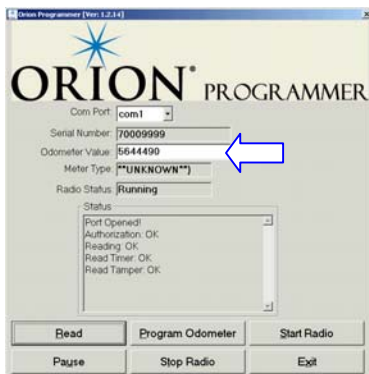 Orion Programmer [Ver: 1.2.14]
ORION® PROGRAMMER
Com Port: com1
Serial Number: 70009999
Odometer Value: 5644490
Meter Type: **UNKNOWN**)
Radio Status: Running
Status
Port Opened!
Authorization: OK
Reading: OK
Read Timer: OK
Read Tamper: OK
Read Program Odometer Start Radio
Pause Stop Radio Exit